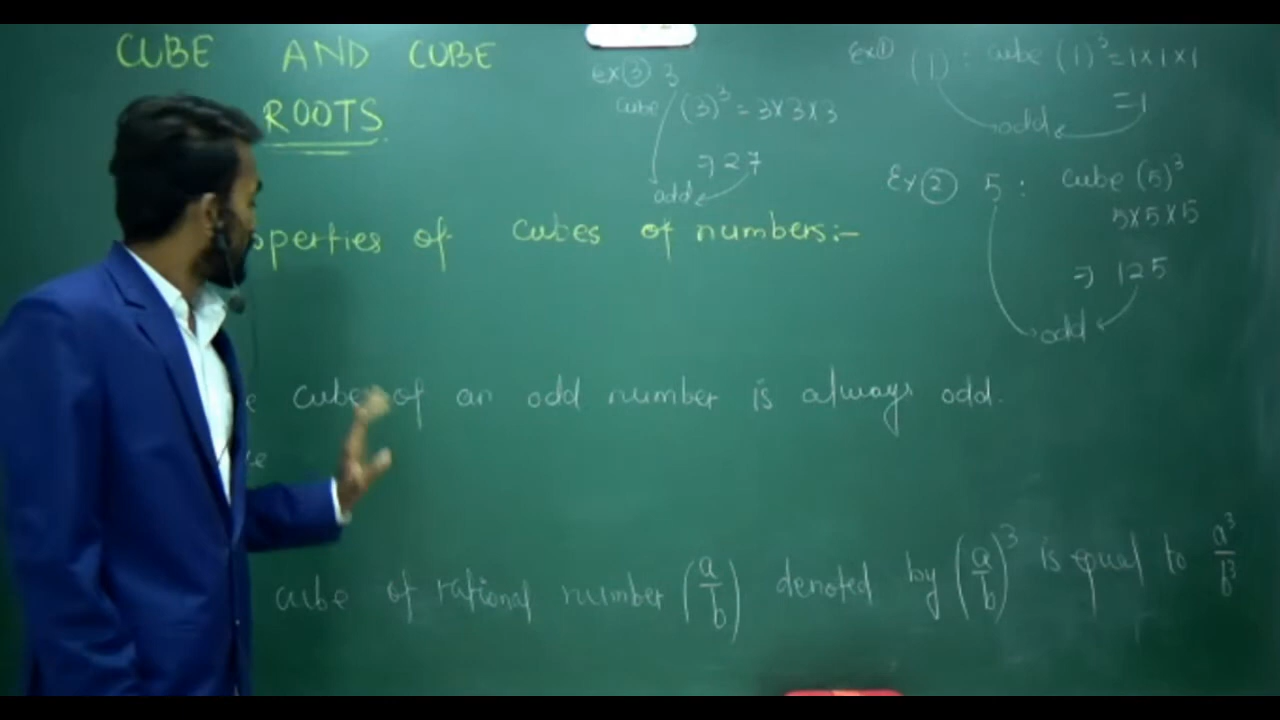 CUBE AND CUBE
ROOTS
operties of cubes of numbers:-
Ex(3) 3
cube (3)³ = 3×3×3
⇒ 27
odd
Ex① (1) : cube (1)³ = 1×1×1
=1
odd
Ex② 5 : cube (5)³
5×5×5
⇒ 125
odd
e cube of an odd number is always odd.
cube of rational number (a/b) denoted by (a/b)³ is equal to a³/b³